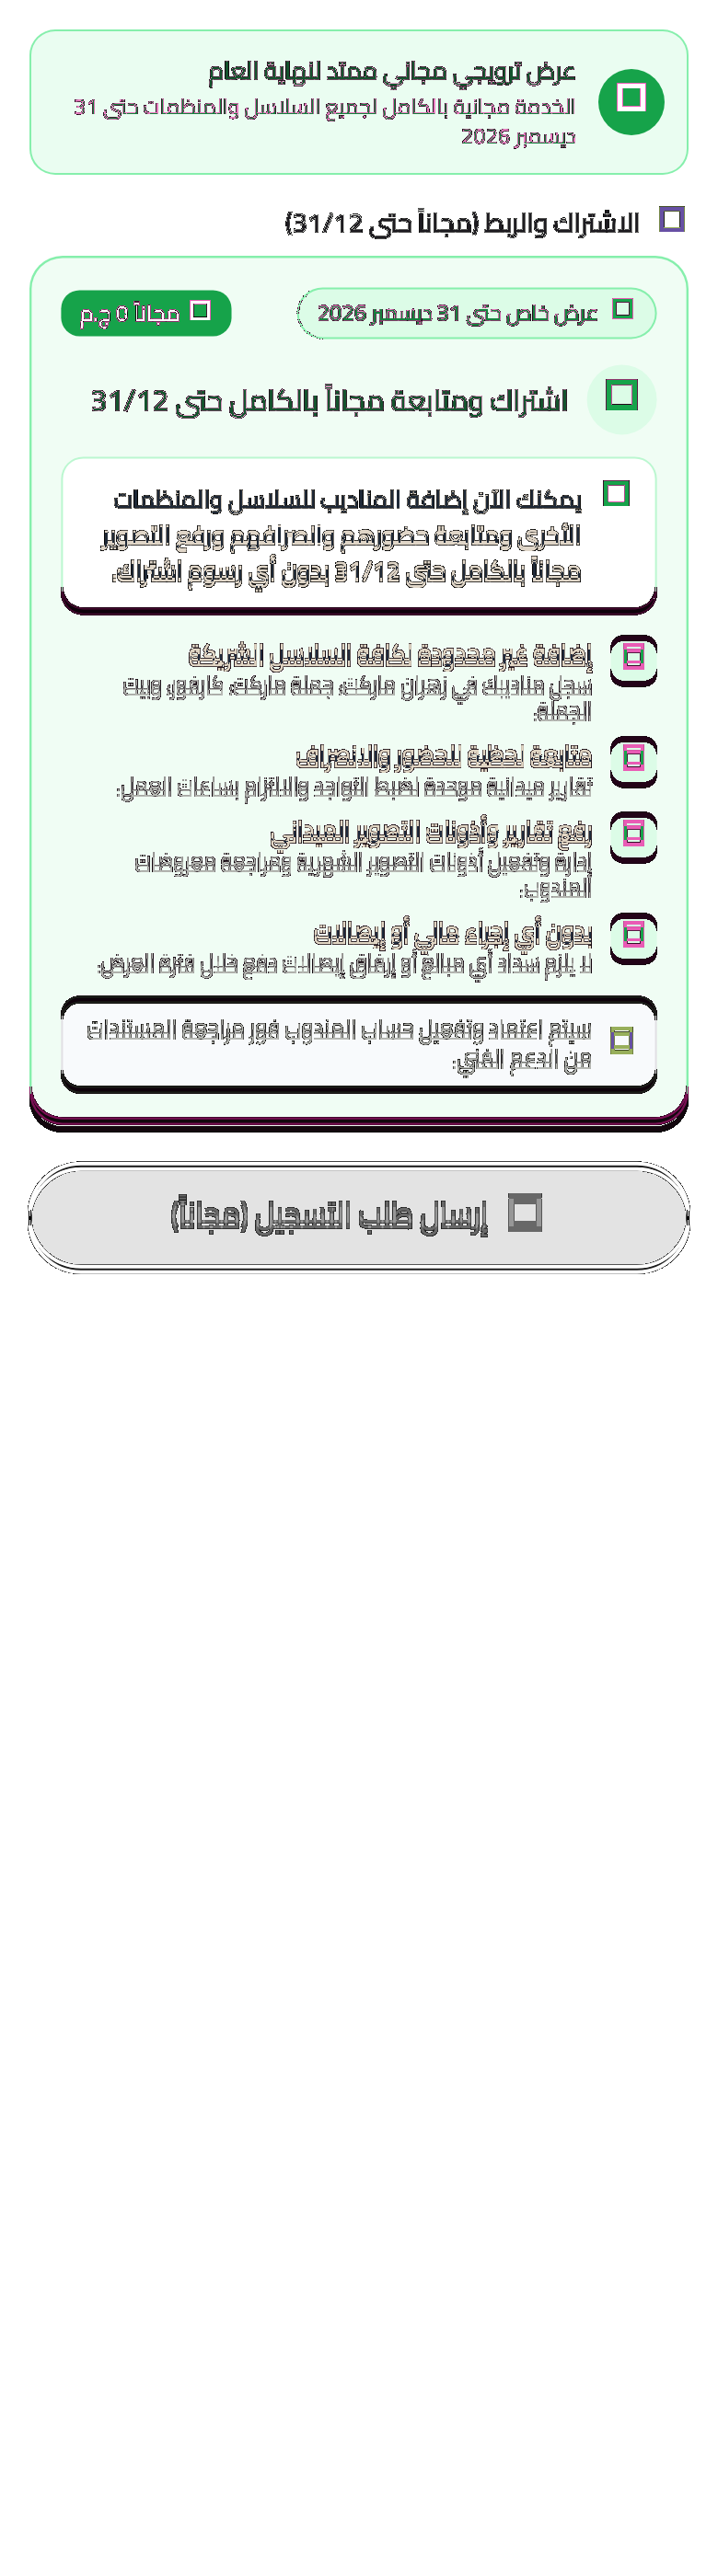 عرض ترويجي مجاني ممتد لنهاية العام
الخدمة مجانية بالكامل لجميع السلاسل والمنظمات حتى 31
ديسمبر 2026
الاشتراك والربط (مجاناً حتى 31/12)
عرض خاص حتى 31 ديسمبر 2026
مجاناً 0 ج.م
اشتراك ومتابعة مجاناً بالكامل حتى 31/12
يمكنك الآن إضافة المناديب للسلاسل والمنظمات
الأخرى ومتابعة حضورهم وانصرافهم ورفع التصوير
مجاناً بالكامل حتى 31/12 بدون أي رسوم اشتراك.
إضافة غير محدودة لكافة السلاسل الشريكة
سجل مناديبك في زهران ماركت، جملة ماركت، كارفور، وبيت
الجملة.
متابعة لحظية للحضور والانصراف
تقارير ميدانية موحدة لضبط التواجد والالتزام بساعات العمل.
رفع تقارير وأذونات التصوير الميداني
إدارة وتفعيل أذونات التصوير الشهرية ومراجعة معروضات
المندوب.
بدون أي إجراء مالي أو إيصالات
لا يلزم سداد أي مبالغ أو إرفاق إيصالات دفع خلال فترة العرض.
سيتم اعتماد وتفعيل حساب المندوب فور مراجعة المستندات
من الدعم الفني.
إرسال طلب التسجيل (مجاناً)